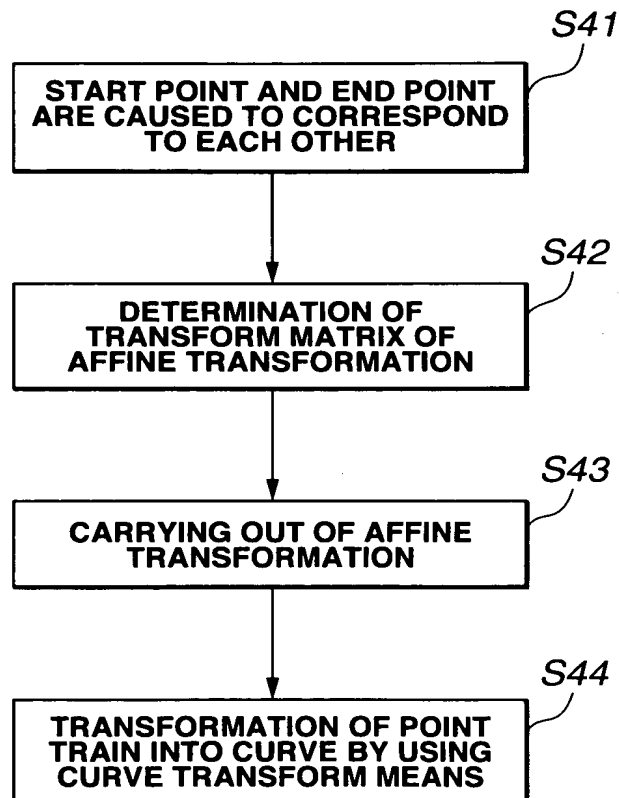 S41
START POINT AND END POINT
ARE CAUSED TO CORRESPOND
TO EACH OTHER
S42
DETERMINATION OF
TRANSFORM MATRIX OF
AFFINE TRANSFORMATION
S43
CARRYING OUT OF AFFINE
TRANSFORMATION
S44
TRANSFORMATION OF POINT
TRAIN INTO CURVE BY USING
CURVE TRANSFORM MEANS